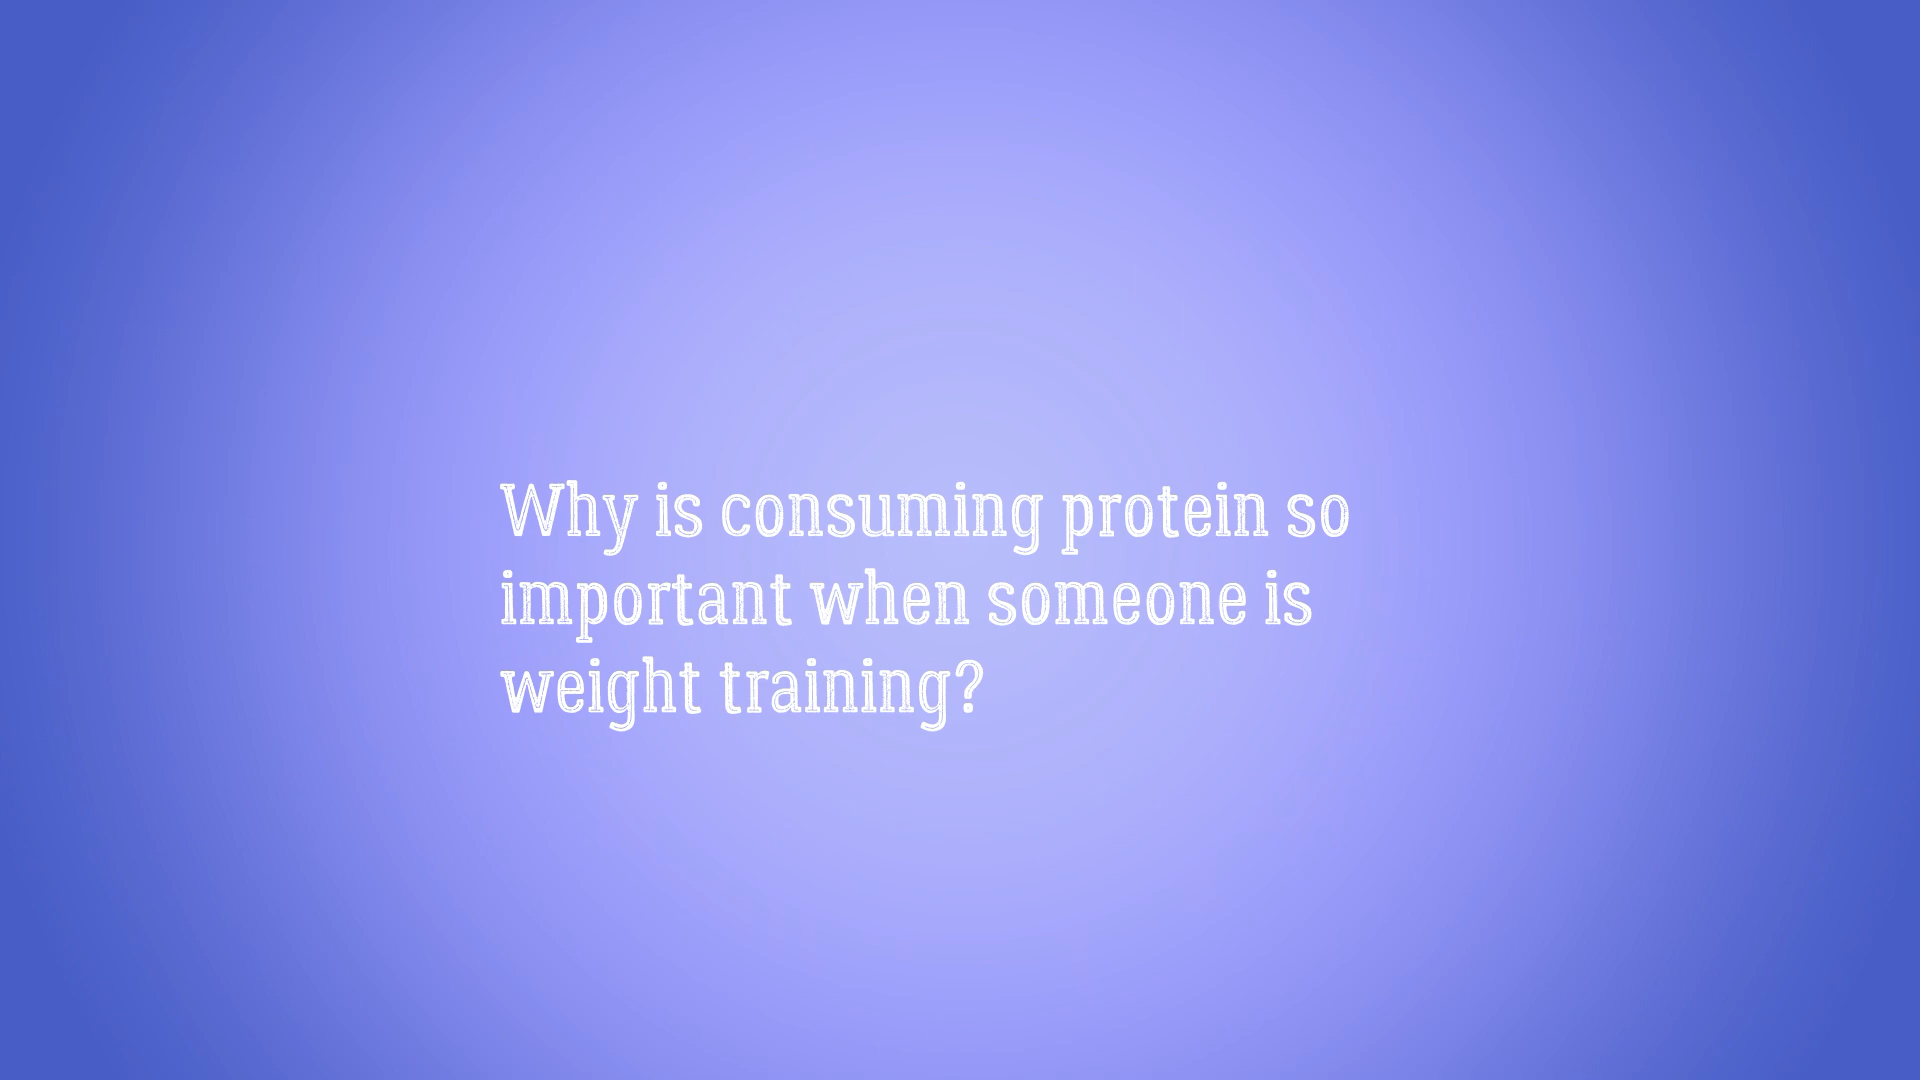 Why is consuming protein so
important when someone is
weight training?